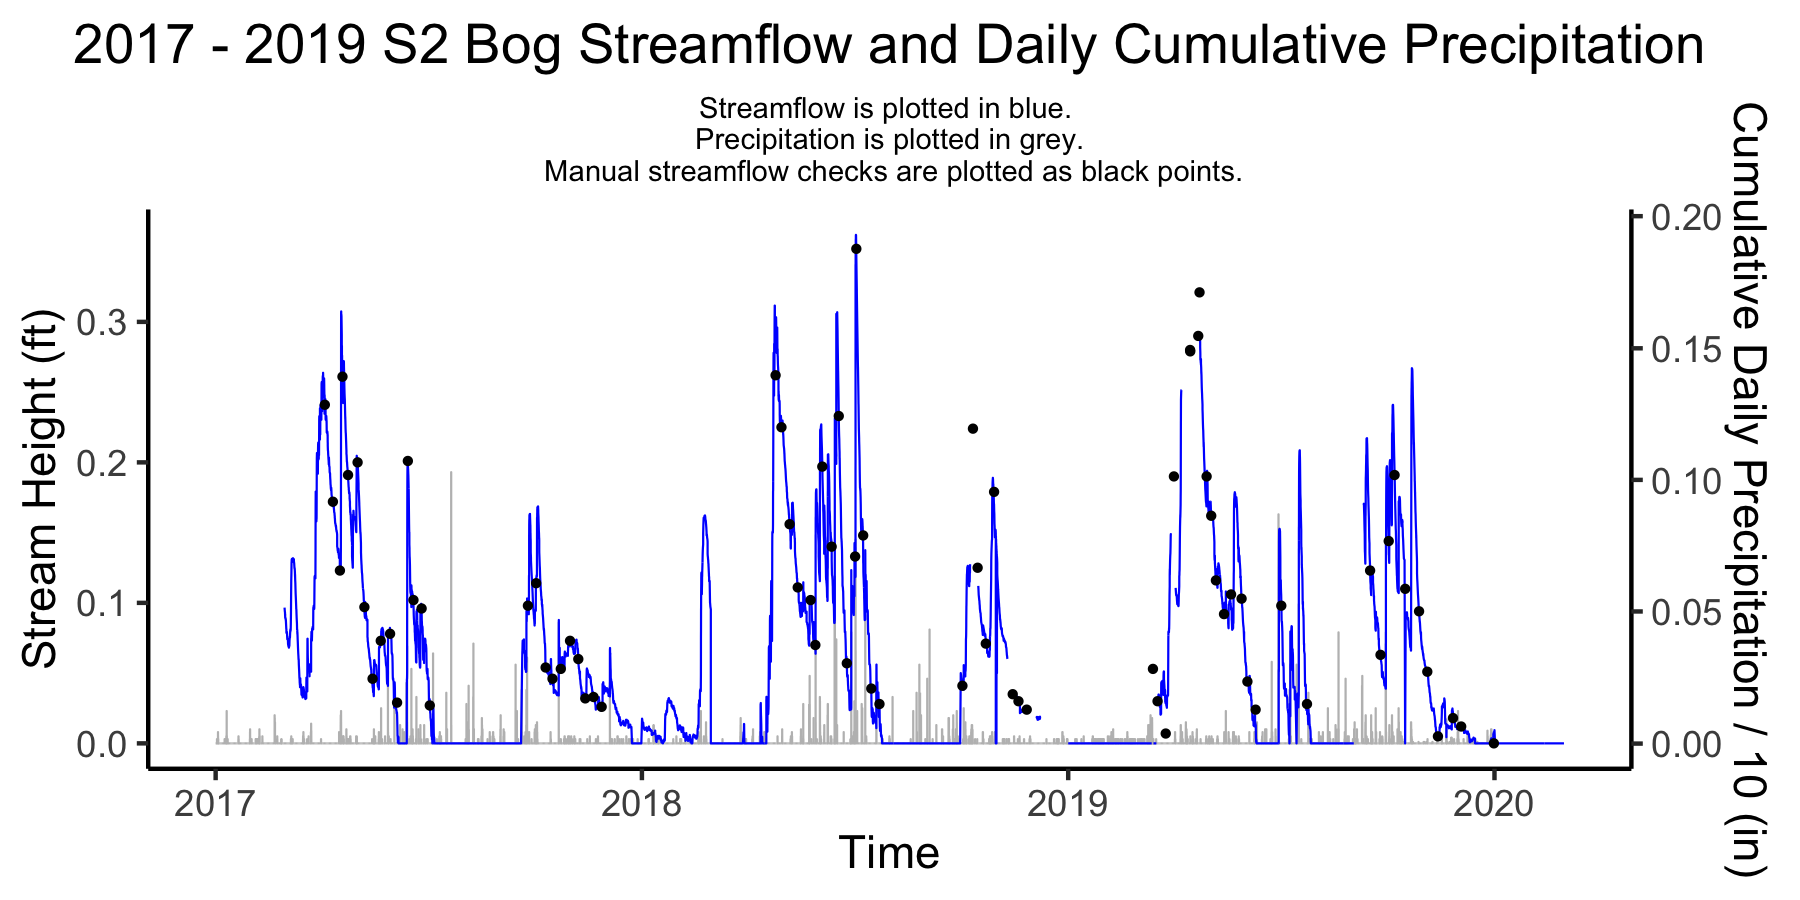 2017 - 2019 S2 Bog Streamflow and Daily Cumulative Precipitation
Streamflow is plotted in blue.
Precipitation is plotted in grey.
Manual streamflow checks are plotted as black points.
Stream Height (ft)
0.3
0.2
0.1
0.0
0.20
0.15
0.10
0.05
0.00
Cumulative Daily Precipitation / 10 (in)
2017
2018
2019
2020
Time